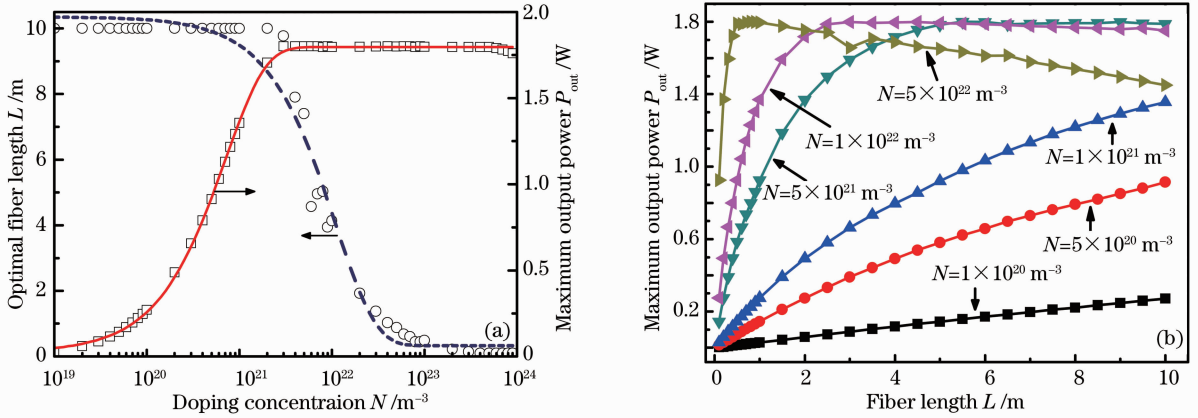 10
8
6
4
2
0
Optimal fiber length L /m
2.0
1.5
1.0
0.5
0
Maximum output power P_out /W
(a)
10¹⁹
10²⁰
10²¹
10²²
10²³
10²⁴
Doping concentraion N /m⁻³
1.8
1.4
1.0
0.6
0.2
Maximum output power P_out /W
N=5×10²² m⁻³
N=1×10²² m⁻³
N=1×10²¹ m⁻³
N=5×10²¹ m⁻³
N=5×10²⁰ m⁻³
N=1×10²⁰ m⁻³
(b)
0
2
4
6
8
10
Fiber length L /m